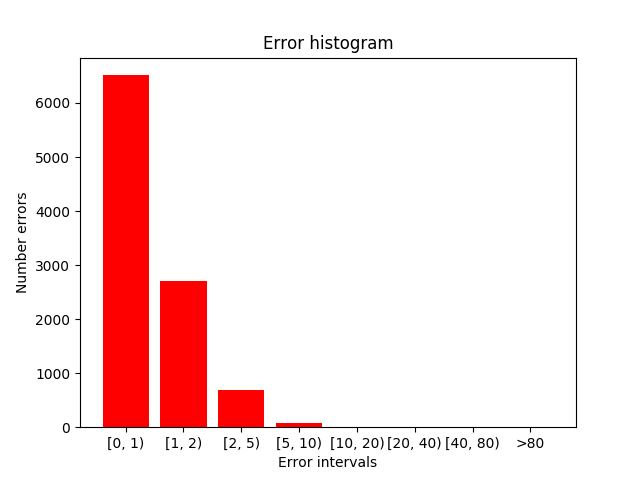 Error histogram
Number errors
6000
5000
4000
3000
2000
1000
0
[0, 1) [1, 2) [2, 5) [5, 10) [10, 20) [20, 40) [40, 80) >80
Error intervals